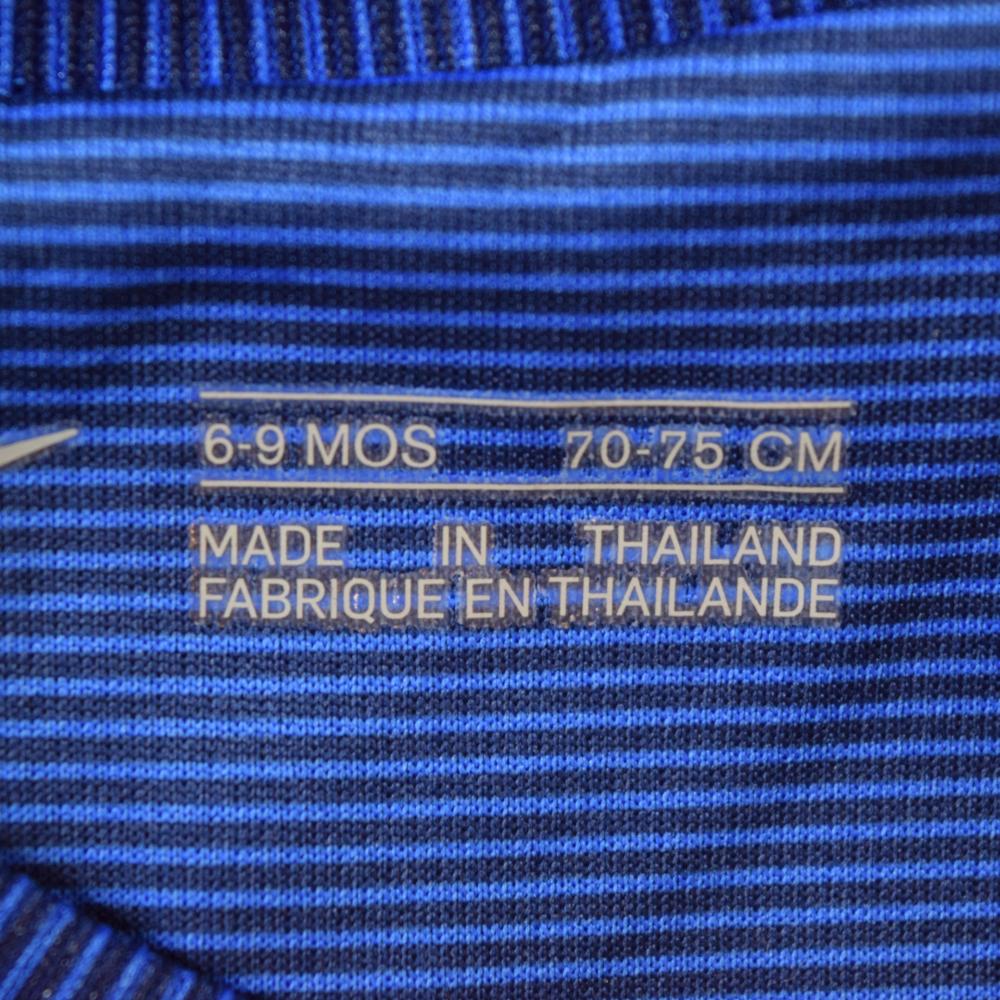 6-9 MOS 70-75 CM
MADE IN THAILAND
FABRIQUE EN THAILANDE